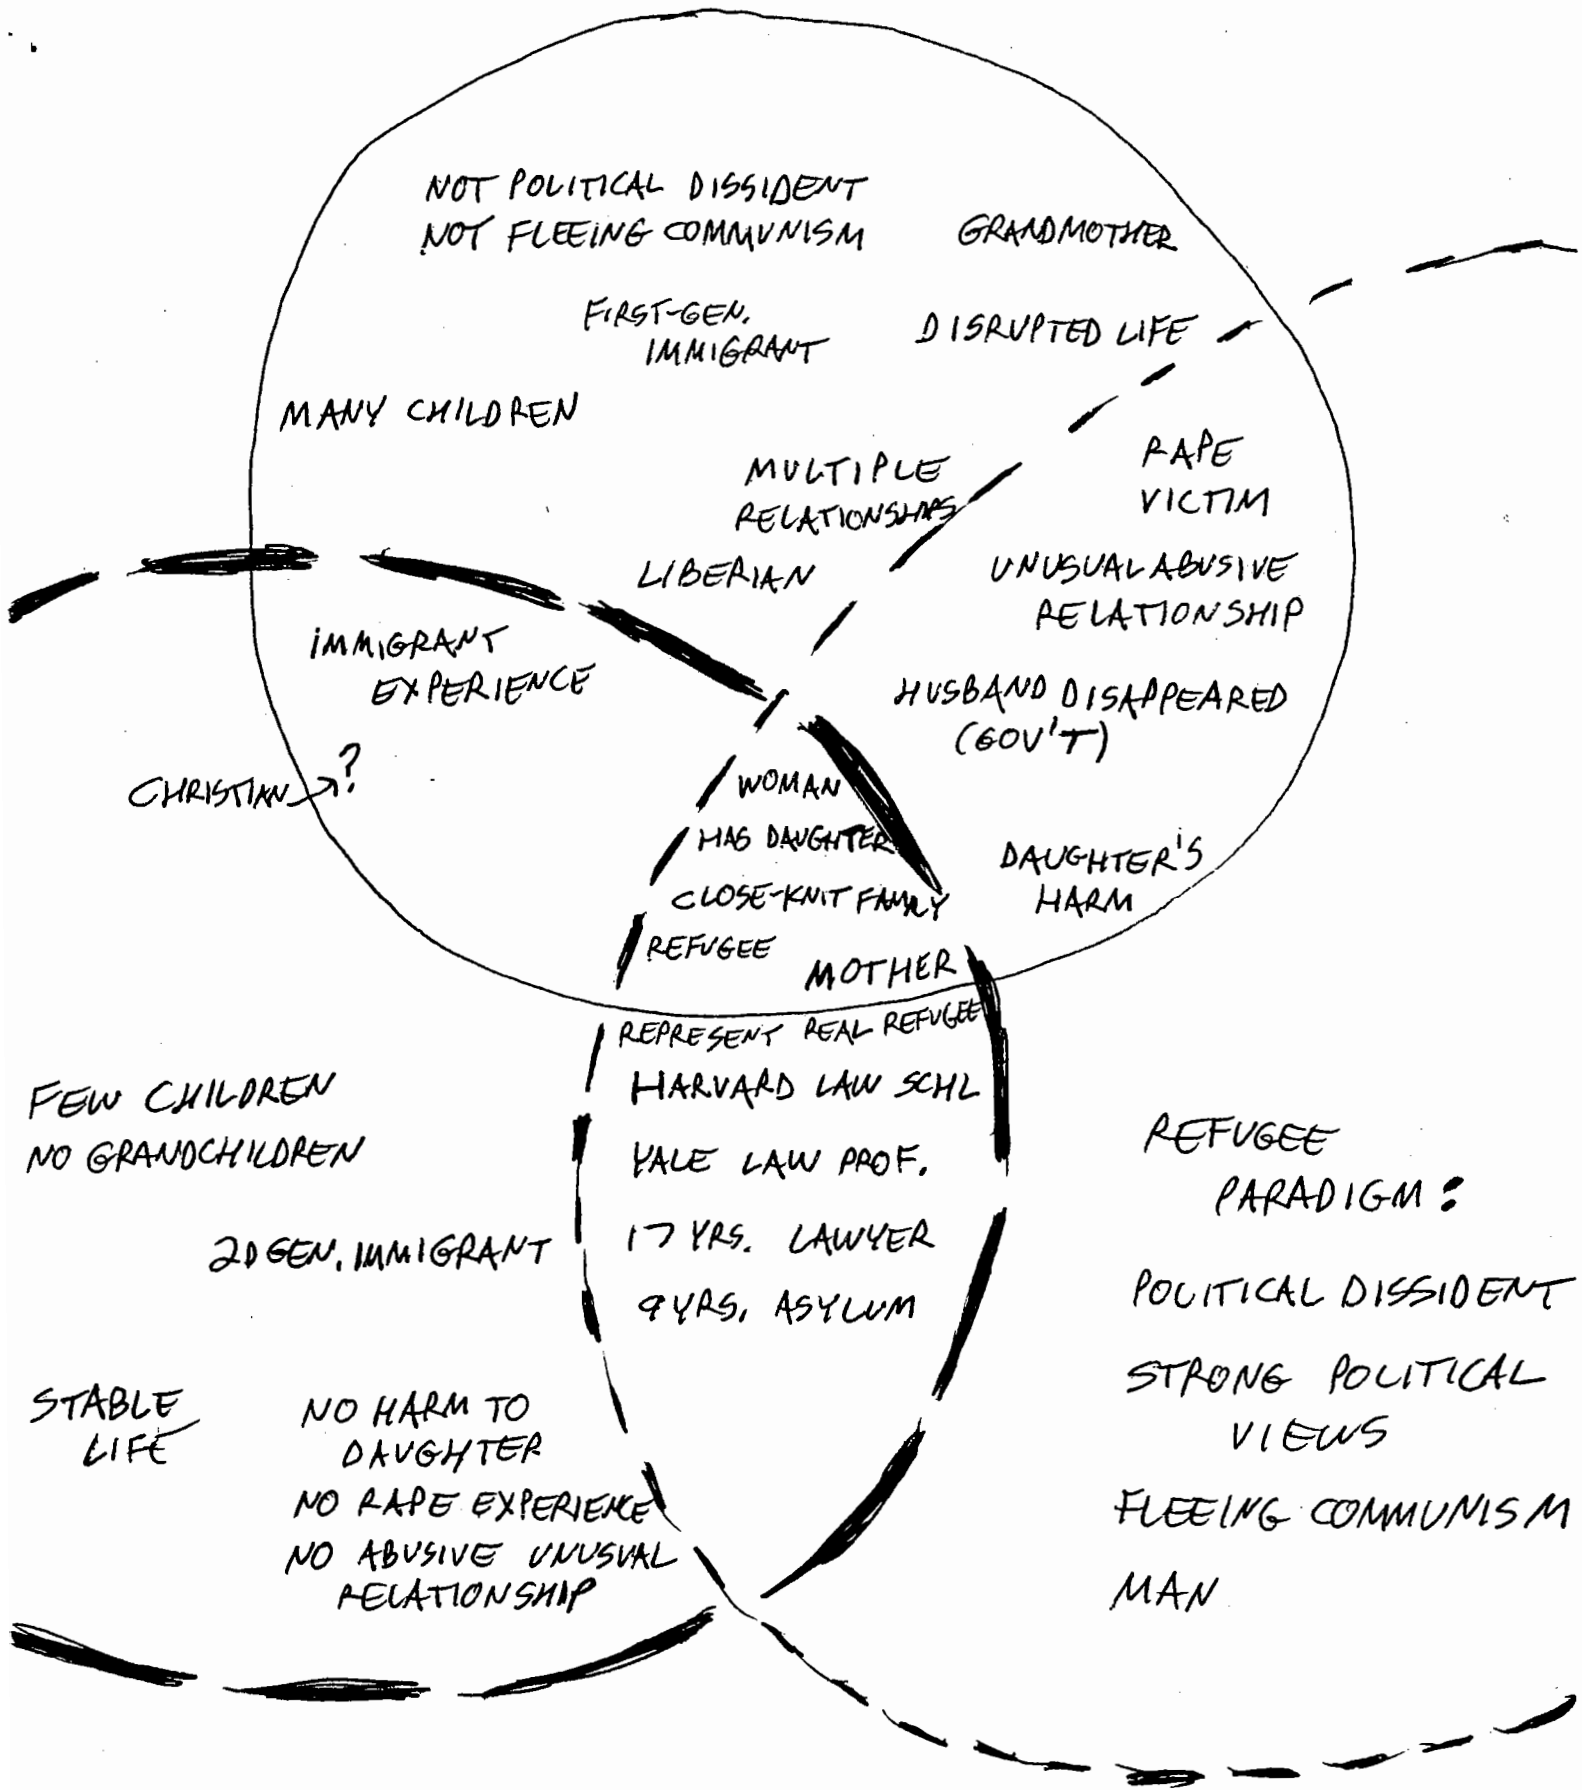 NOT POLITICAL DISSIDENT
NOT FLEEING COMMUNISM
GRANDMOTHER
FIRST-GEN.
IMMIGRANT
DISRUPTED LIFE
MANY CHILDREN
MULTIPLE
RELATIONSHIPS
RAPE
VICTIM
LIBERIAN
UNUSUAL ABUSIVE
RELATIONSHIP
IMMIGRANT
EXPERIENCE
HUSBAND DISAPPEARED
(GOV'T)
CHRISTIAN → ?
WOMAN
HAS DAUGHTER
CLOSE-KNIT FAMILY
REFUGEE
MOTHER
DAUGHTER'S
HARM
REPRESENT REAL REFUGEE
HARVARD LAW SCHL
YALE LAW PROF.
17 YRS. LAWYER
9 YRS. ASYLUM
FEW CHILDREN
NO GRANDCHILDREN
2D GEN. IMMIGRANT
STABLE
LIFE
NO HARM TO
DAUGHTER
NO RAPE EXPERIENCE
NO ABUSIVE UNUSUAL
RELATIONSHIP
REFUGEE
PARADIGM:
POLITICAL DISSIDENT
STRONG POLITICAL
VIEWS
FLEEING COMMUNISM
MAN